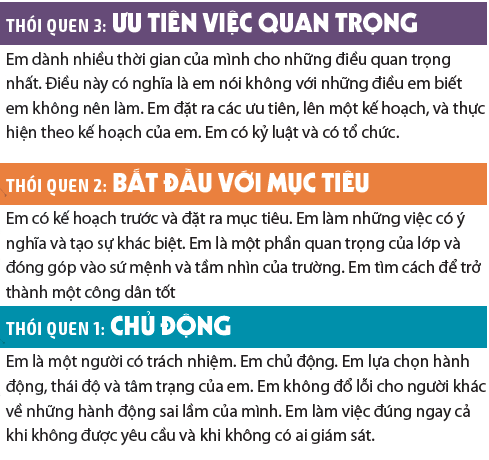 THÓI QUEN 3: ƯU TIÊN VIỆC QUAN TRỌNG
Em dành nhiều thời gian của mình cho những điều quan trọng
nhất. Điều này có nghĩa là em nói không với những điều em biết
em không nên làm. Em đặt ra các ưu tiên, lên một kế hoạch, và thực
hiện theo kế hoạch của em. Em có kỷ luật và có tổ chức.
THÓI QUEN 2: BẮT ĐẦU VỚI MỤC TIÊU
Em có kế hoạch trước và đặt ra mục tiêu. Em làm những việc có ý
nghĩa và tạo sự khác biệt. Em là một phần quan trọng của lớp và
đóng góp vào sứ mệnh và tầm nhìn của trường. Em tìm cách để trở
thành một công dân tốt
THÓI QUEN 1: CHỦ ĐỘNG
Em là một người có trách nhiệm. Em chủ động. Em lựa chọn hành
động, thái độ và tâm trạng của em. Em không đổ lỗi cho người khác
về những hành động sai lầm của mình. Em làm việc đúng ngay cả
khi không được yêu cầu và khi không có ai giám sát.